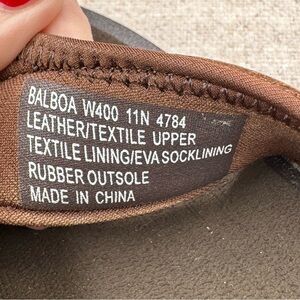 BALBOA W400 11N 4784
LEATHER/TEXTILE UPPER
TEXTILE LINING/EVA SOCKLINING
RUBBER OUTSOLE
MADE IN CHINA